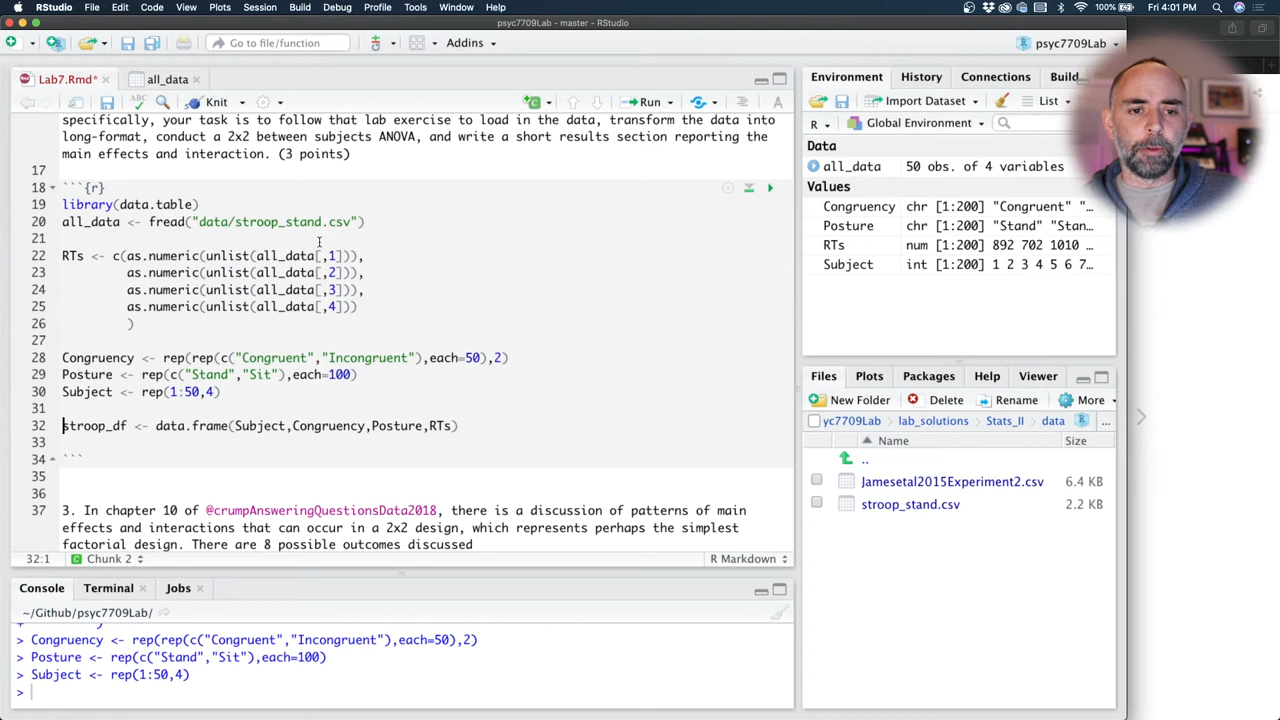 RStudio File Edit Code View Plots Session Build Debug Profile Tools Window Help 100% Fri 4:01 PM
psyc7709Lab - master - RStudio
Go to file/function Addins psyc7709Lab
Lab7.Rmd* all_data
ABC Knit Run
specifically, your task is to follow that lab exercise to load in the data, transform the data into
long-format, conduct a 2x2 between subjects ANOVA, and write a short results section reporting the
main effects and interaction. (3 points)
17
18 ```{r}
19 library(data.table)
20 all_data <- fread("data/stroop_stand.csv")
21
22 RTs <- c(as.numeric(unlist(all_data[,1])),
23 as.numeric(unlist(all_data[,2])),
24 as.numeric(unlist(all_data[,3])),
25 as.numeric(unlist(all_data[,4]))
26 )
27
28 Congruency <- rep(rep(c("Congruent","Incongruent"),each=50),2)
29 Posture <- rep(c("Stand","Sit"),each=100)
30 Subject <- rep(1:50,4)
31
32 stroop_df <- data.frame(Subject,Congruency,Posture,RTs)
33
34 ```
35
36
37 3. In chapter 10 of @crumpAnsweringQuestionsData2018, there is a discussion of patterns of main
effects and interactions that can occur in a 2x2 design, which represents perhaps the simplest
factorial design. There are 8 possible outcomes discussed
32:1 Chunk 2 R Markdown
Console Terminal Jobs
~/Github/psyc7709Lab/
> Congruency <- rep(rep(c("Congruent","Incongruent"),each=50),2)
> Posture <- rep(c("Stand","Sit"),each=100)
> Subject <- rep(1:50,4)
>
Environment History Connections Build
Import Dataset List
R Global Environment
Data
all_data 50 obs. of 4 variables
Values
Congruency chr [1:200] "Congruent" "…
Posture chr [1:200] "Stand" "Stan…
RTs num [1:200] 892 702 1010 …
Subject int [1:200] 1 2 3 4 5 6 7…
Files Plots Packages Help Viewer
New Folder Delete Rename More
yc7709Lab lab_solutions Stats_II data ...
Name Size
..
Jamesetal2015Experiment2.csv 6.4 KB
stroop_stand.csv 2.2 KB